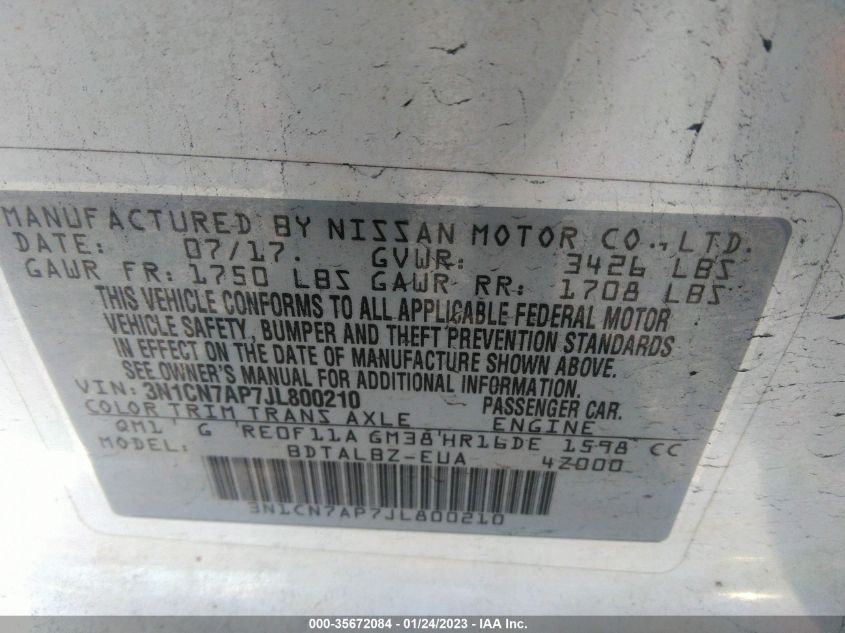 MANUFACTURED BY NISSAN MOTOR CO., LTD.
DATE: 07/17. GVWR: 3426 LBS
GAWR FR: 1750 LBS GAWR RR: 1708 LBS
THIS VEHICLE CONFORMS TO ALL APPLICABLE FEDERAL MOTOR
VEHICLE SAFETY, BUMPER AND THEFT PREVENTION STANDARDS
IN EFFECT ON THE DATE OF MANUFACTURE SHOWN ABOVE.
SEE OWNER'S MANUAL FOR ADDITIONAL INFORMATION.
VIN: 3N1CN7AP7JL800210 PASSENGER CAR.
COLOR TRIM TRANS AXLE ENGINE
QM1 ' G 'RE0F11A GM38'HR16DE 1598 CC
MODEL: BDTALBZ-EUA 4Z000
3N1CN7AP7JL800210
000-35672084 - 01/24/2023 - IAA Inc.